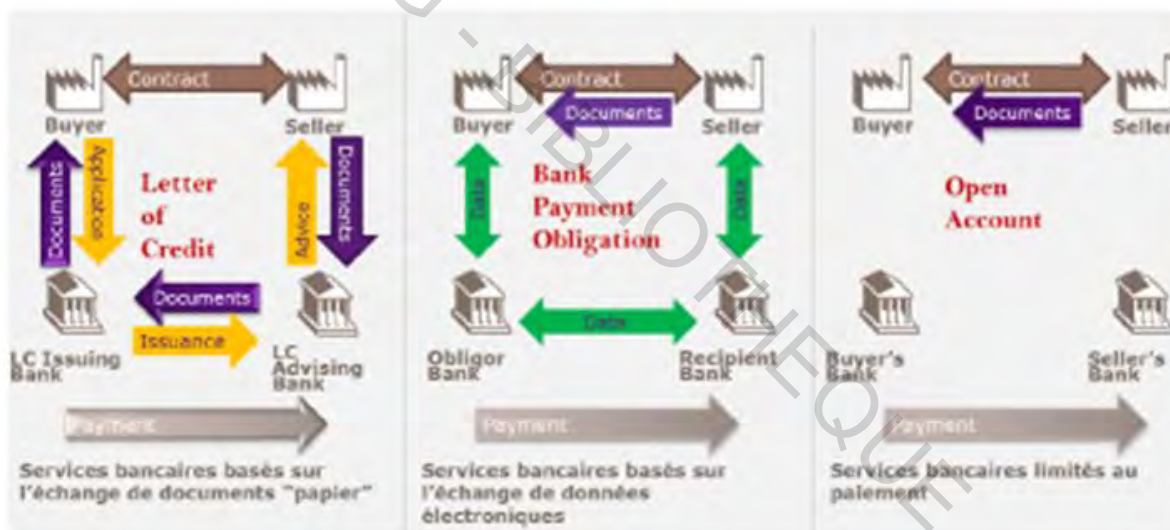 Contract
Buyer
Seller
Documents
Application
Letter
of
Credit
Advice
Documents
Documents
Issuance
LC Issuing
Bank
LC
Advising
Bank
Payment
Services bancaires basés sur
l'échange de documents "papier"
Contract
Documents
Buyer
Seller
Data
Bank
Payment
Obligation
Data
Data
Obligor
Bank
Recipient
Bank
Payment
Services bancaires basés sur
l'échange de données
électroniques
Contract
Documents
Buyer
Seller
Open
Account
Buyer's
Bank
Seller's
Bank
Payment
Services bancaires limités au
paiement
- BIBLIOTHEQUE